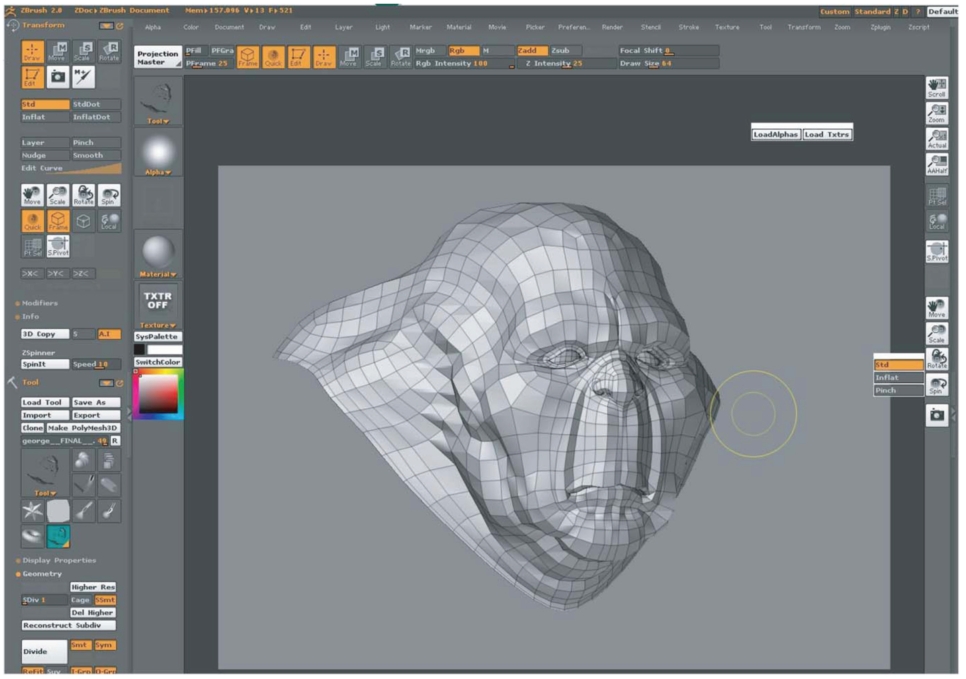 ZBrush 2.0 ZDoc:ZBrush Document Mem:157.896 V:13 F:521 Custom Standard Z D ? Default
Transform
Alpha Color Document Draw Edit Layer Light Marker Material Movie Picker Preferen.. Render Stencil Stroke Texture Tool Transform Zoom Zplugin Zscript
Draw Move Scale Rotate
Projection Master
PFill PFGra
PFrame 25
Frame Quick Edit Draw Move Scale Rotate
Mrgb Rgb M
Rgb Intensity 100
Zadd Zsub
Z Intensity 25
Focal Shift 0
Draw Size 64
Edit
Std StdDot
Inflat InflatDot
Layer Pinch
Nudge Smooth
Edit Curve
Move Scale Rotate Spin
Quick Frame Local
Pt Sel S.Pivot
>X< >Y< >Z<
Modifiers
Info
3D Copy S A.I
ZSpinner
SpinIt Speed 10
Tool
Load Tool Save As
Import Export
Clone Make PolyMesh3D
george__FINAL__. 48 R
Tool
Display Properties
Geometry
Higher Res
SDiv 1 Cage SSmt
Del Higher
Reconstruct Subdiv
Divide Smt Sym
Tool
Alpha
Material
TXTR OFF
Texture
SysPalette
SwitchColor
LoadAlphas Load Txtrs
Std
Inflat
Pinch
Scroll
Zoom
Actual
AAHalf
Pt Sel
Local
S.Pivot
Move
Scale
Rotate
Spin